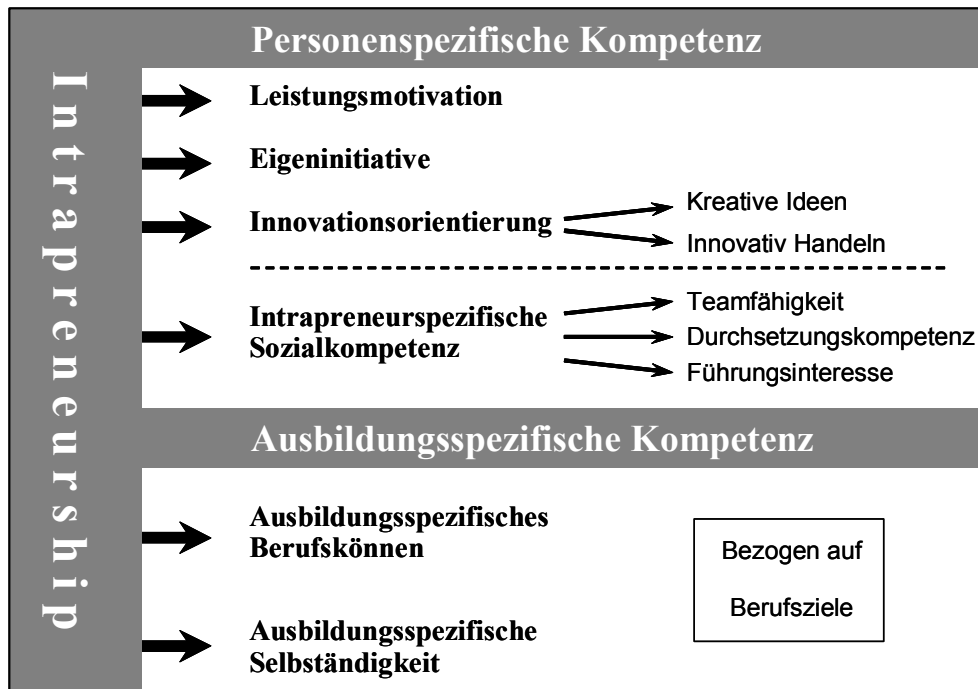 Intrapreneurship
Personenspezifische Kompetenz
Leistungsmotivation
Eigeninitiative
Innovationsorientierung
Kreative Ideen
Innovativ Handeln
Intrapreneurspezifische
Sozialkompetenz
Teamfähigkeit
Durchsetzungskompetenz
Führungsinteresse
Ausbildungsspezifische Kompetenz
Ausbildungsspezifisches
Berufskönnen
Ausbildungsspezifische
Selbständigkeit
Bezogen auf
Berufsziele